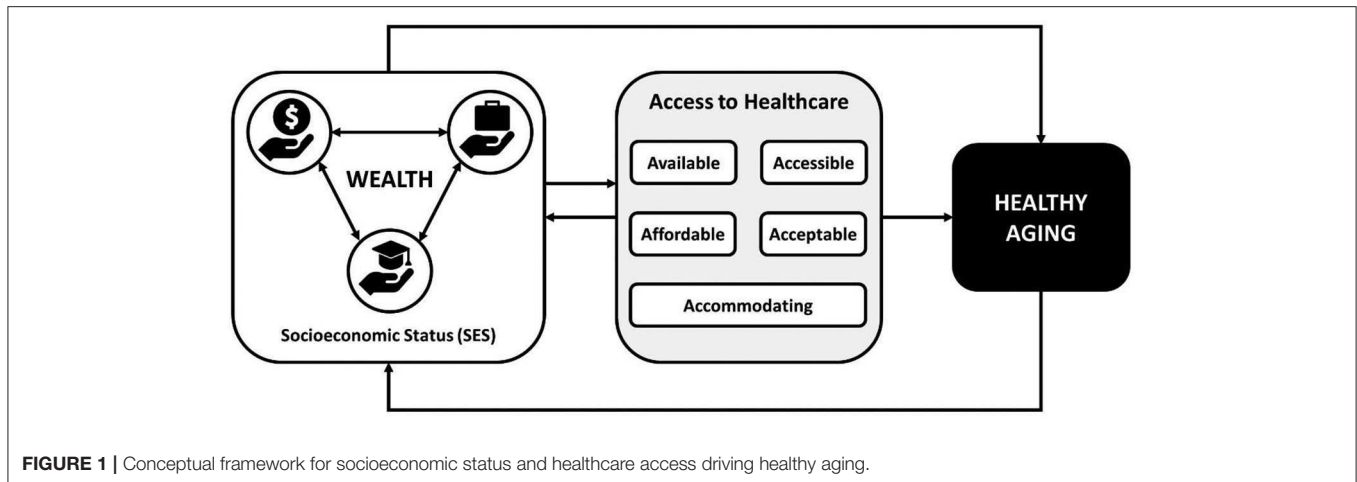 $
WEALTH
Socioeconomic Status (SES)
Access to Healthcare
Available
Accessible
Affordable
Acceptable
Accommodating
HEALTHY
AGING
FIGURE 1 | Conceptual framework for socioeconomic status and healthcare access driving healthy aging.